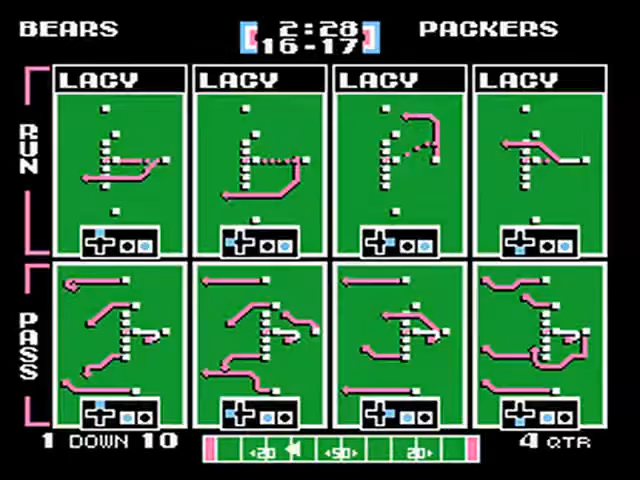 BEARS 2:28 PACKERS
16-17
LACY LACY LACY LACY
RUN
PASS
1 DOWN 10 4 QTR
<20 <50> 20>